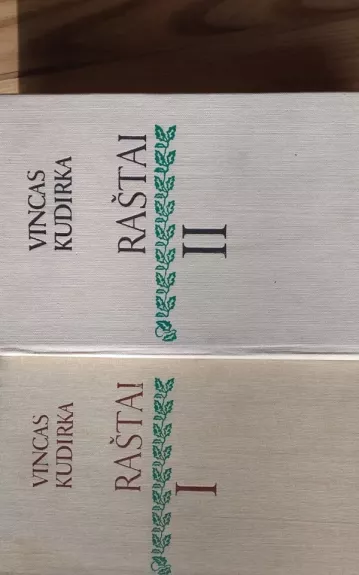 VINCAS
KUDIRKA
RAŠTAI
II
VINCAS
KUDIRKA
RAŠTAI
I